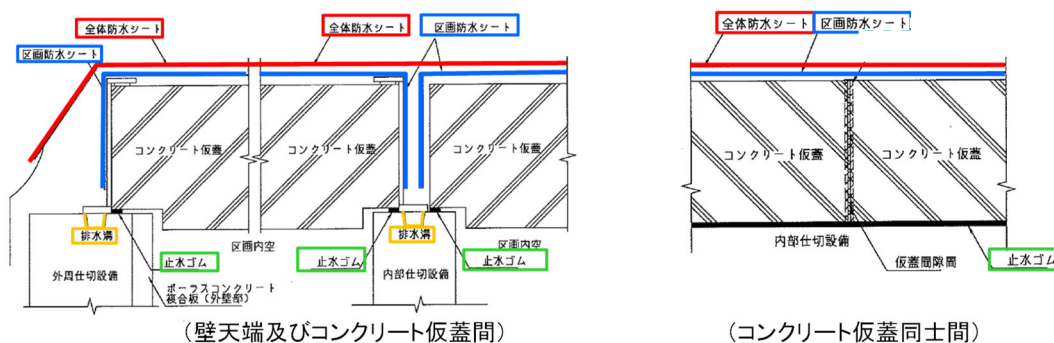 全体防水シート
全体防水シート
区画防水シート
区画防水シート
コンクリート仮蓋
コンクリート仮蓋
コンクリート仮蓋
排水溝
区画内空
止水ゴム
排水溝
区画内空
止水ゴム
止水ゴム
外周仕切設備
ポーラスコンクリート
複合板(外壁部)
内部仕切設備
(壁天端及びコンクリート仮蓋間)
全体防水シート
区画防水シート
コンクリート仮蓋
コンクリート仮蓋
内部仕切設備
仮蓋間隙間
止水ゴム
(コンクリート仮蓋同士間)